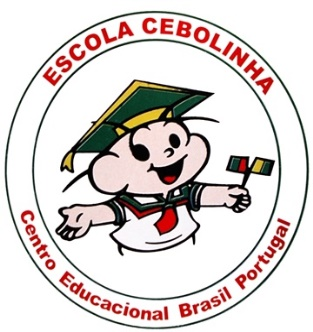 ESCOLA CEBOLINHA
Centro Educacional Brasil Portugal